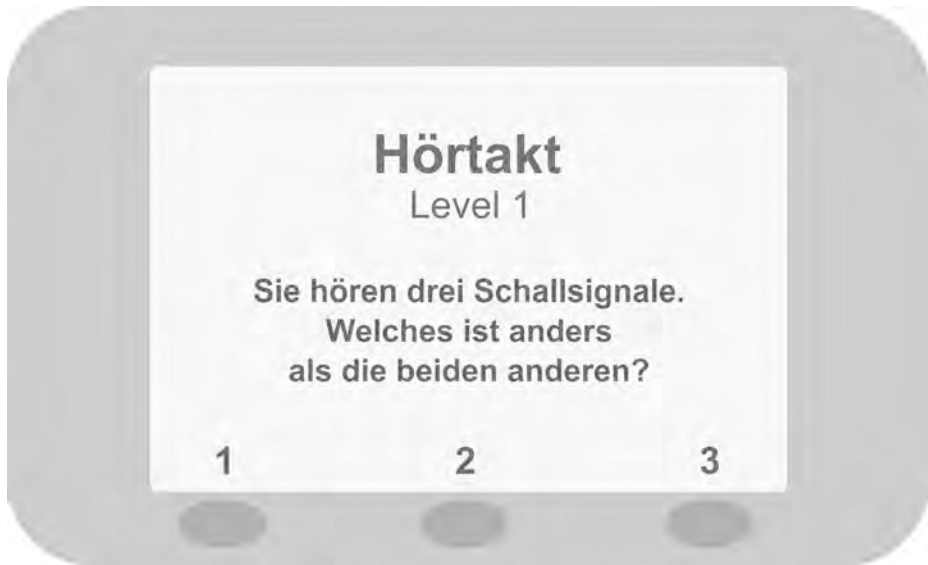 Hörtakt
Level 1
Sie hören drei Schallsignale.
Welches ist anders
als die beiden anderen?
1 2 3